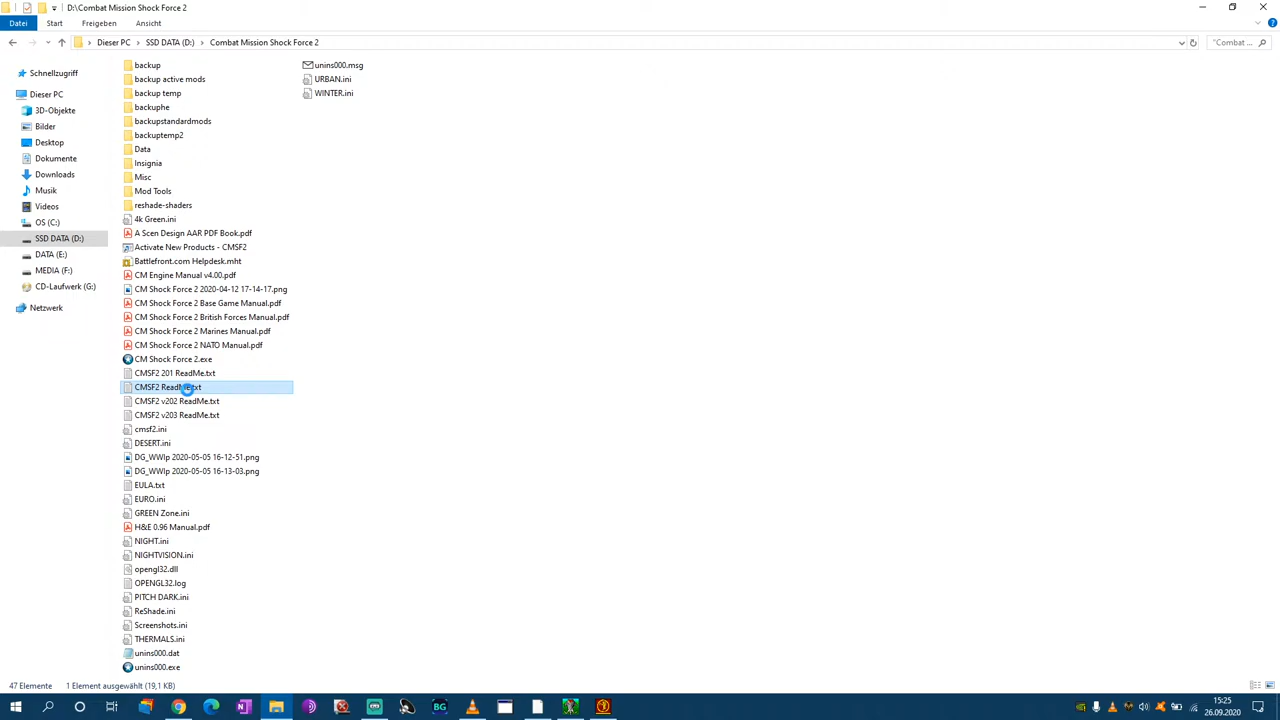 D:\Combat Mission Shock Force 2
Datei Start Freigeben Ansicht
Dieser PC SSD DATA (D:) Combat Mission Shock Force 2
"Combat ...
Schnellzugriff
Dieser PC
3D-Objekte
Bilder
Desktop
Dokumente
Downloads
Musik
Videos
OS (C:)
SSD DATA (D:)
DATA (E:)
MEDIA (F:)
CD-Laufwerk (G:)
Netzwerk
backup
backup active mods
backup temp
backuphe
backupstandardmods
backuptemp2
Data
Insignia
Misc
Mod Tools
reshade-shaders
4k Green.ini
A Scen Design AAR PDF Book.pdf
Activate New Products - CMSF2
Battlefront.com Helpdesk.mht
CM Engine Manual v4.00.pdf
CM Shock Force 2 2020-04-12 17-14-17.png
CM Shock Force 2 Base Game Manual.pdf
CM Shock Force 2 British Forces Manual.pdf
CM Shock Force 2 Marines Manual.pdf
CM Shock Force 2 NATO Manual.pdf
CM Shock Force 2.exe
CMSF2 201 ReadMe.txt
CMSF2 ReadMe.txt
CMSF2 v202 ReadMe.txt
CMSF2 v203 ReadMe.txt
cmsf2.ini
DESERT.ini
DG_WWIp 2020-05-05 16-12-51.png
DG_WWIp 2020-05-05 16-13-03.png
EULA.txt
EURO.ini
GREEN Zone.ini
H&E 0.96 Manual.pdf
NIGHT.ini
NIGHTVISION.ini
opengl32.dll
OPENGL32.log
PITCH DARK.ini
ReShade.ini
Screenshots.ini
THERMALS.ini
unins000.dat
unins000.exe
unins000.msg
URBAN.ini
WINTER.ini
47 Elemente 1 Element ausgewählt (19,1 KB)
BG
15:25
26.09.2020